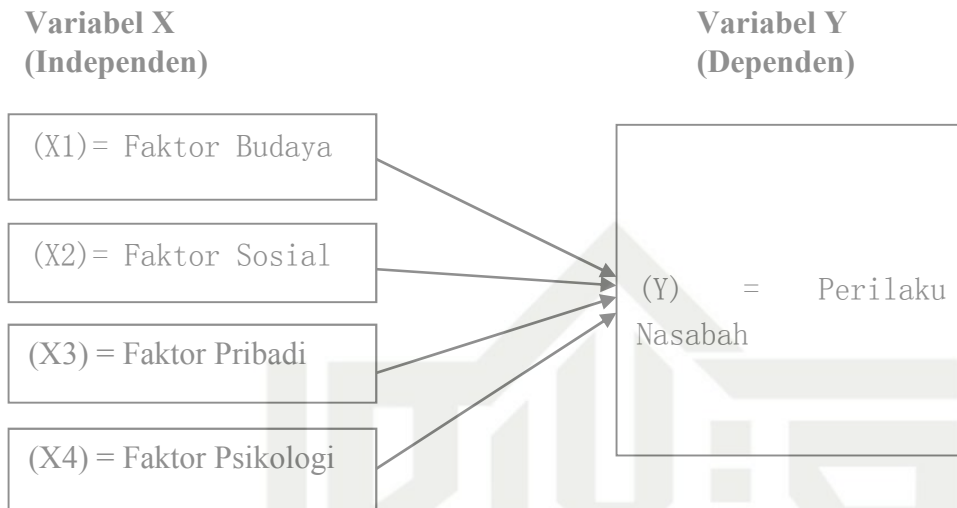 Variabel X
(Independen)
Variabel Y
(Dependen)
(X1)= Faktor Budaya
(X2)= Faktor Sosial
(X3) = Faktor Pribadi
(X4) = Faktor Psikologi
(Y) = Perilaku
Nasabah